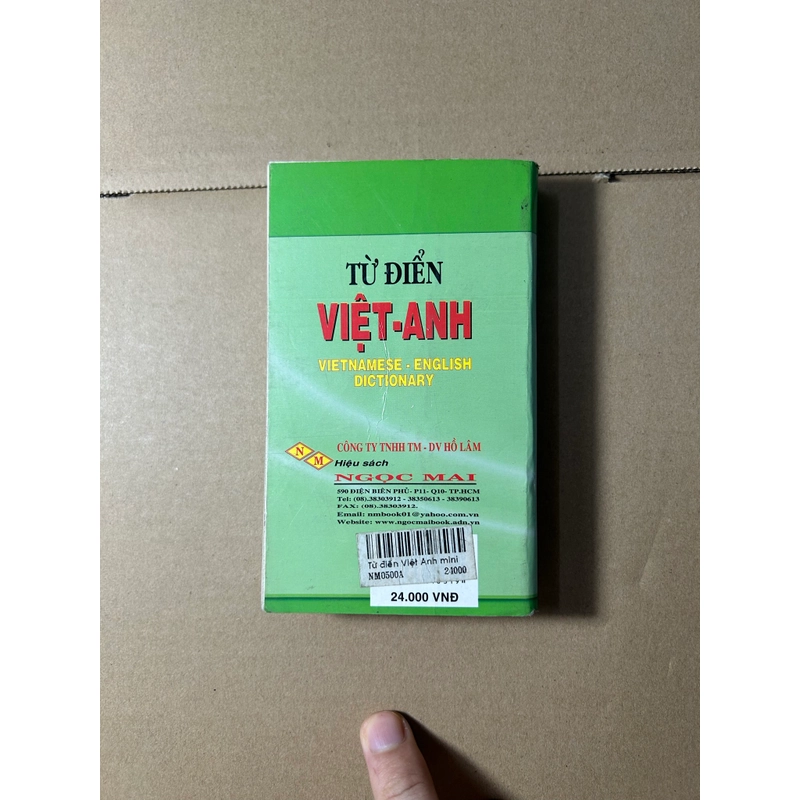 TỪ ĐIỂN
VIỆT-ANH
VIETNAMESE - ENGLISH
DICTIONARY
CÔNG TY TNHH TM - DV HỒ LÂM
N M Hiệu sách
NGỌC MAI
590 ĐIỆN BIÊN PHỦ- P11- Q10- TP.HCM
Tel: (08).38303912 - 38350613 - 38390613
FAX: (08).38303912.
Email: nmbook01@yahoo.com.vn
Website: www.ngocmaibook.adn.vn
Từ điển Việt Anh mini
NM0500A 24000
24.000 VNĐ